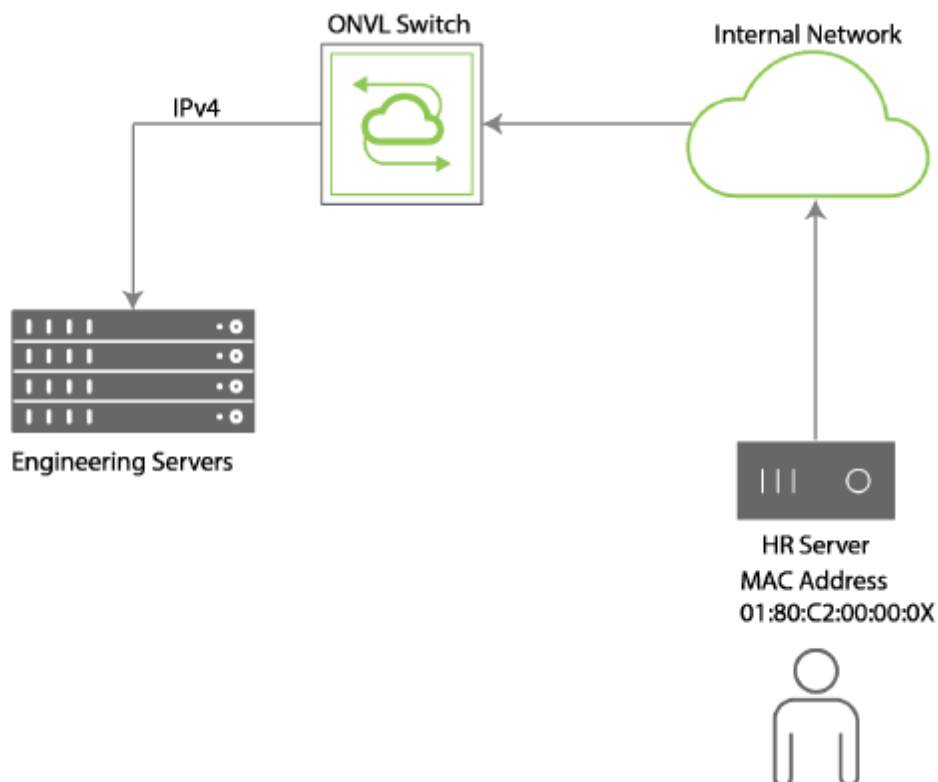 ONVL Switch
Internal Network
IPv4
Engineering Servers
HR Server
MAC Address
01:80:C2:00:00:0X